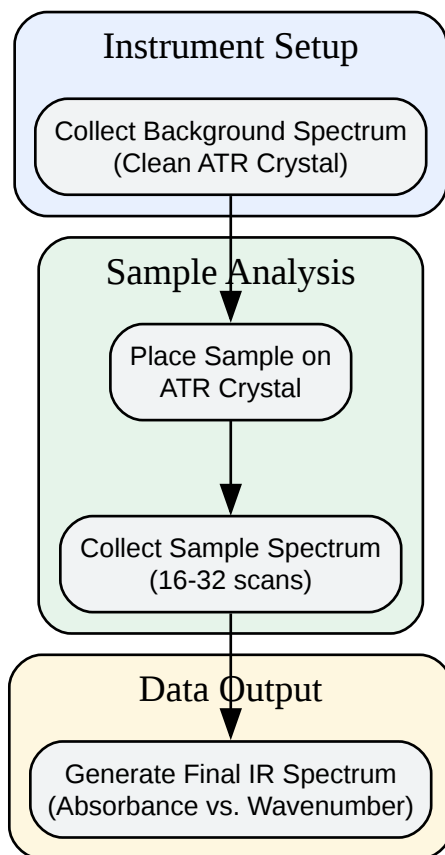 Instrument Setup
Collect Background Spectrum
(Clean ATR Crystal)
Sample Analysis
Place Sample on
ATR Crystal
Collect Sample Spectrum
(16-32 scans)
Data Output
Generate Final IR Spectrum
(Absorbance vs. Wavenumber)